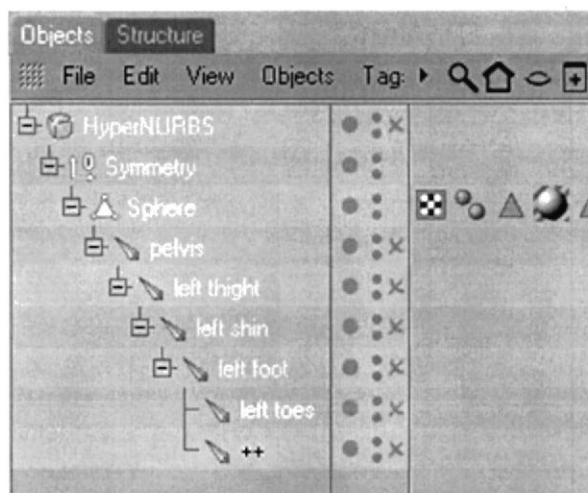 Objects Structure
File Edit View Objects Tag:
HyperNURBS
Symmetry
Sphere
pelvis
left thight
left shin
left foot
left toes
++